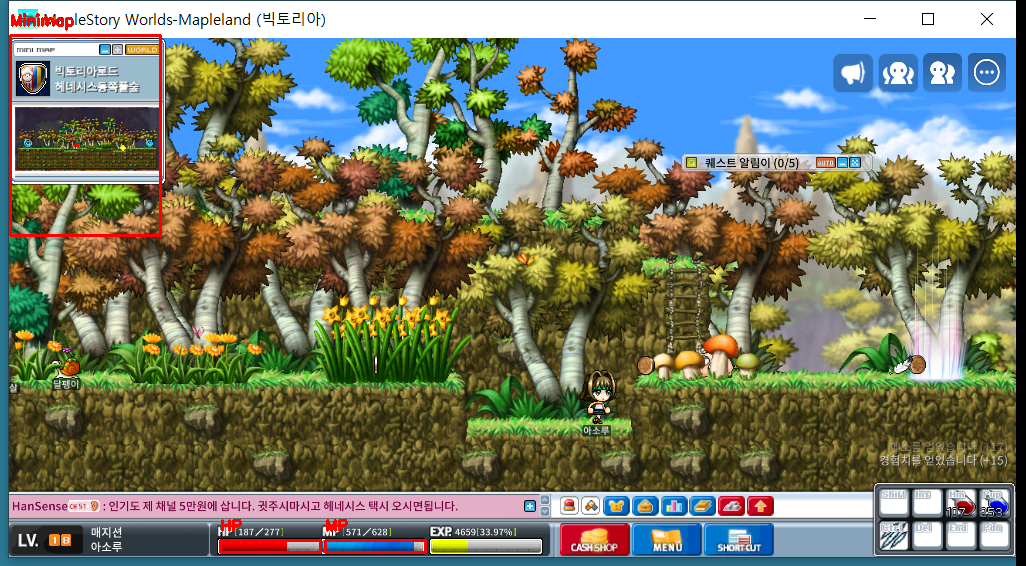 MapleStory Worlds-Mapleland (빅토리아)
Minimap
MINI MAP
WORLD
빅토리아로드
헤네시스동쪽풀숲
퀘스트 알림이 (0/5)
AUTO
달팽이
아소루
경험치를 얻었습니다 (+15)
HanSense CH 51 : 인기도 제 채널 5만원에 삽니다. 귓주시마시고 헤네시스 택시 오시면됩니다.
LV. 18
매지션
아소루
HP
HP [187/277]
MP
MP [571/628]
EXP. 4659[33.97%]
CASH SHOP
MENU
SHORT CUT
Shift
Ins
Hm
Pup
107
353
Ctrl
Del
End
Pdn